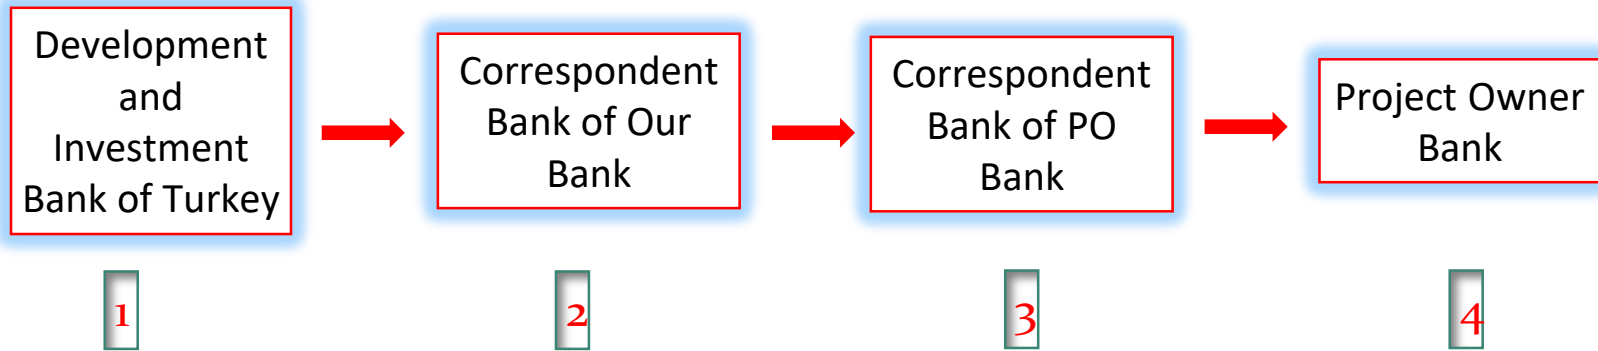 Development
and
Investment
Bank of Turkey
Correspondent
Bank of Our
Bank
Correspondent
Bank of PO
Bank
Project Owner
Bank
1
2
3
4